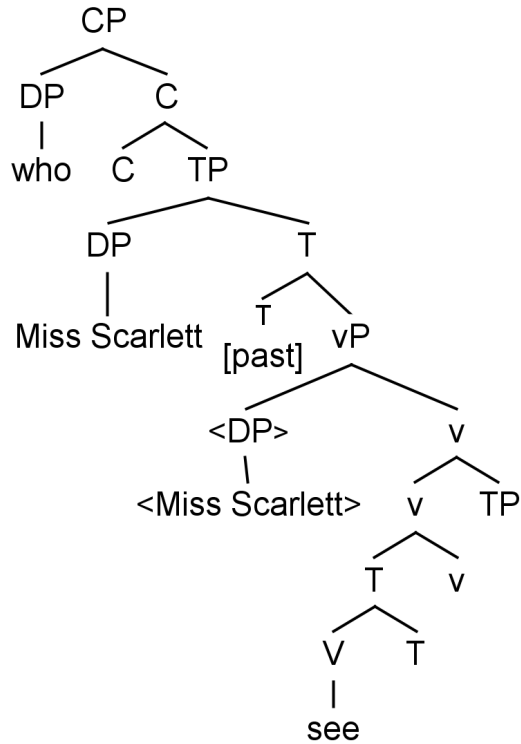 CP
DP C
who C TP
DP T
Miss Scarlett T vP
[past]
<DP> v
<Miss Scarlett> v TP
T v
V T
see